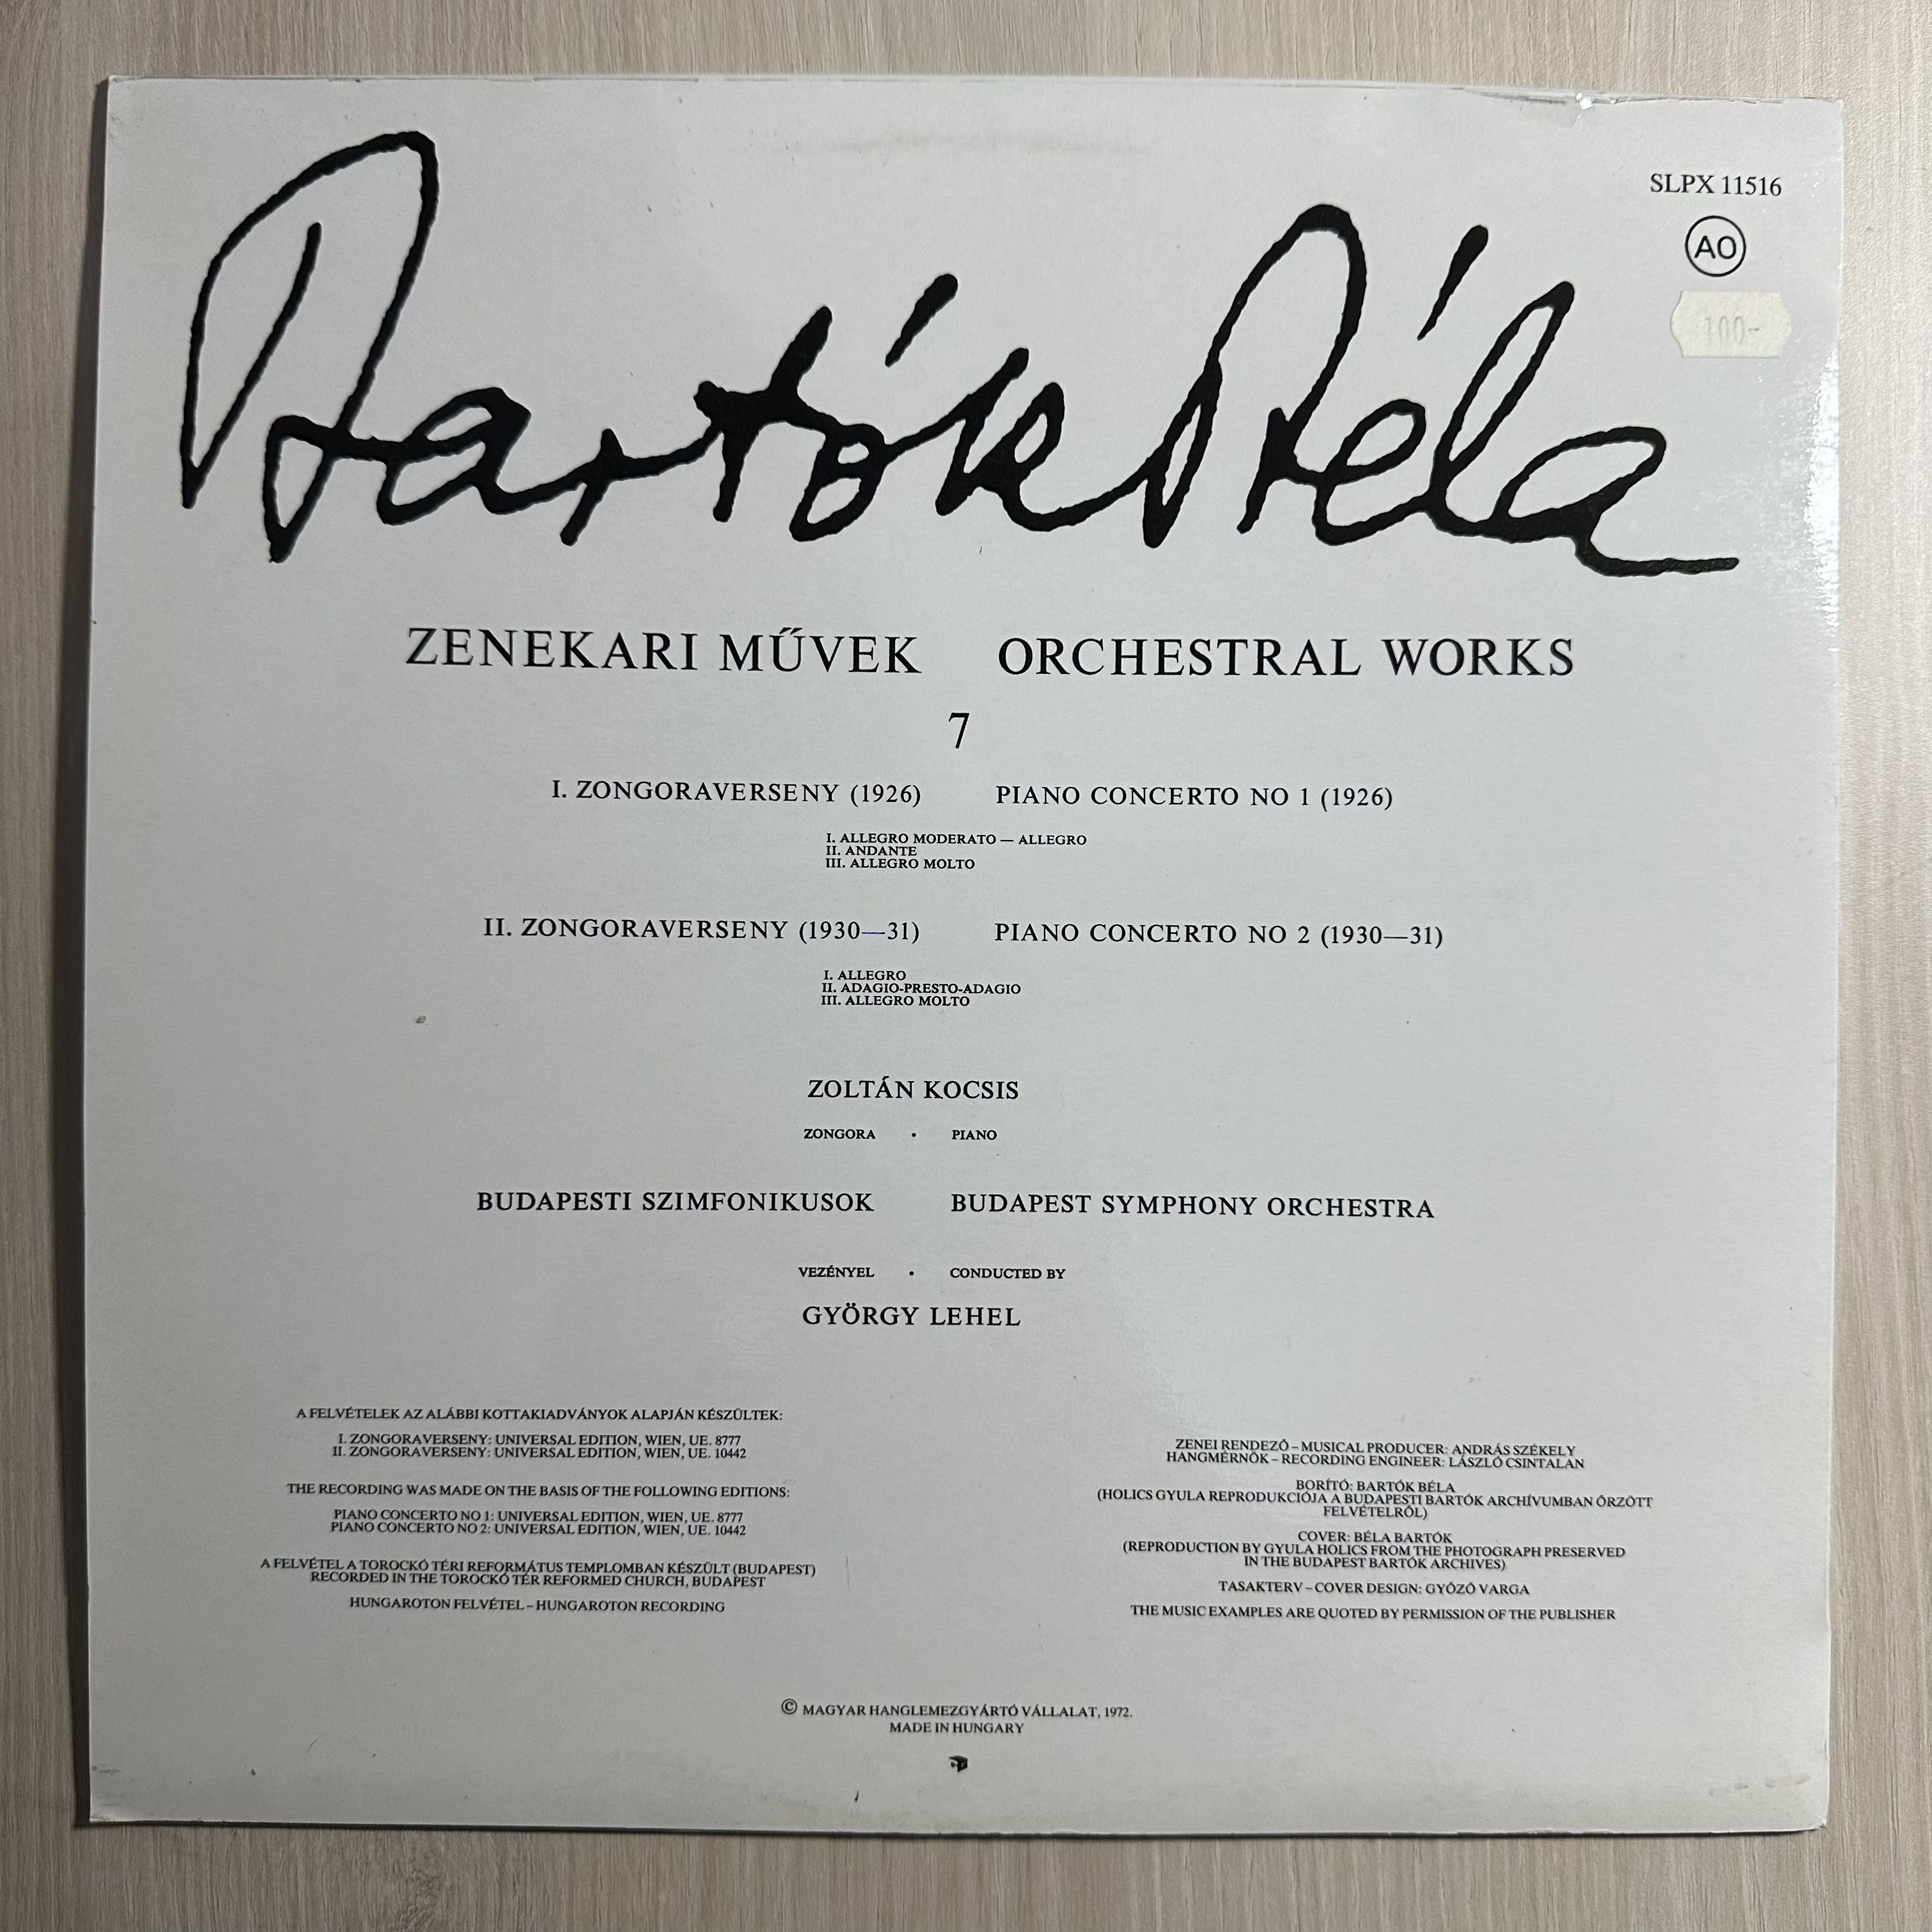 SLPX 11516
AO
100-
Bartók Béla
ZENEKARI MŰVEK ORCHESTRAL WORKS
7
I. ZONGORAVERSENY (1926) PIANO CONCERTO NO 1 (1926)
I. ALLEGRO MODERATO — ALLEGRO
II. ANDANTE
III. ALLEGRO MOLTO
II. ZONGORAVERSENY (1930—31) PIANO CONCERTO NO 2 (1930—31)
I. ALLEGRO
II. ADAGIO-PRESTO-ADAGIO
III. ALLEGRO MOLTO
ZOLTÁN KOCSIS
ZONGORA • PIANO
BUDAPESTI SZIMFONIKUSOK BUDAPEST SYMPHONY ORCHESTRA
VEZÉNYEL • CONDUCTED BY
GYÖRGY LEHEL
A FELVÉTELEK AZ ALÁBBI KOTTAKIADVÁNYOK ALAPJÁN KÉSZÜLTEK:
I. ZONGORAVERSENY: UNIVERSAL EDITION, WIEN, UE. 8777
II. ZONGORAVERSENY: UNIVERSAL EDITION, WIEN, UE. 10442
THE RECORDING WAS MADE ON THE BASIS OF THE FOLLOWING EDITIONS:
PIANO CONCERTO NO 1: UNIVERSAL EDITION, WIEN, UE. 8777
PIANO CONCERTO NO 2: UNIVERSAL EDITION, WIEN, UE. 10442
A FELVÉTEL A TOROCKÓ TÉRI REFORMÁTUS TEMPLOMBAN KÉSZÜLT (BUDAPEST)
RECORDED IN THE TOROCKÓ TÉR REFORMED CHURCH, BUDAPEST
HUNGAROTON FELVÉTEL – HUNGAROTON RECORDING
ZENEI RENDEZŐ – MUSICAL PRODUCER: ANDRÁS SZÉKELY
HANGMÉRNÖK – RECORDING ENGINEER: LÁSZLÓ CSINTALAN
BORÍTÓ: BARTÓK BÉLA
(HOLICS GYULA REPRODUKCIÓJA A BUDAPESTI BARTÓK ARCHÍVUMBAN ŐRZÖTT
FELVÉTELRŐL)
COVER: BÉLA BARTÓK
(REPRODUCTION BY GYULA HOLICS FROM THE PHOTOGRAPH PRESERVED
IN THE BUDAPEST BARTÓK ARCHIVES)
TASAKTERV – COVER DESIGN: GYŐZŐ VARGA
THE MUSIC EXAMPLES ARE QUOTED BY PERMISSION OF THE PUBLISHER
© MAGYAR HANGLEMEZGYÁRTÓ VÁLLALAT, 1972.
MADE IN HUNGARY